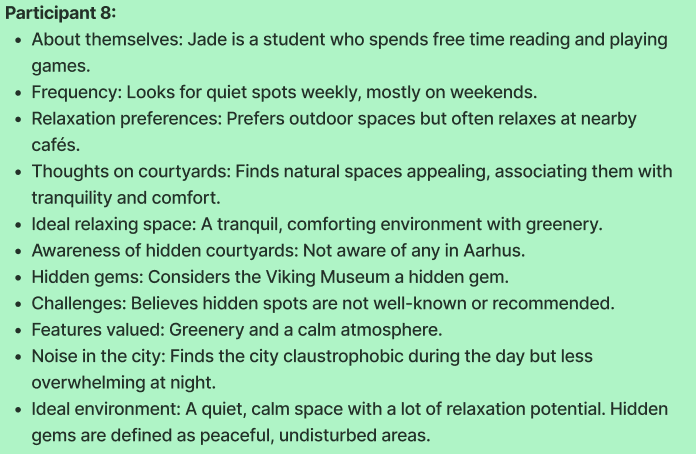 Participant 8:
• About themselves: Jade is a student who spends free time reading and playing
games.
• Frequency: Looks for quiet spots weekly, mostly on weekends.
• Relaxation preferences: Prefers outdoor spaces but often relaxes at nearby
cafés.
• Thoughts on courtyards: Finds natural spaces appealing, associating them with
tranquility and comfort.
• Ideal relaxing space: A tranquil, comforting environment with greenery.
• Awareness of hidden courtyards: Not aware of any in Aarhus.
• Hidden gems: Considers the Viking Museum a hidden gem.
• Challenges: Believes hidden spots are not well-known or recommended.
• Features valued: Greenery and a calm atmosphere.
• Noise in the city: Finds the city claustrophobic during the day but less
overwhelming at night.
• Ideal environment: A quiet, calm space with a lot of relaxation potential. Hidden
gems are defined as peaceful, undisturbed areas.